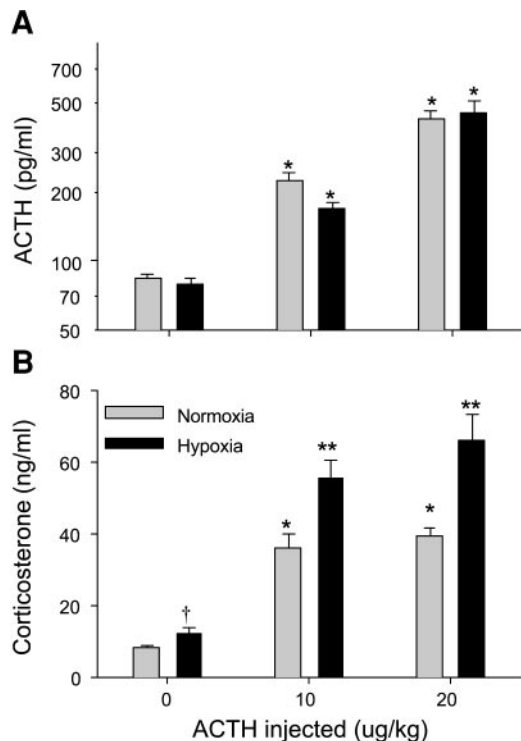 A
ACTH (pg/ml)
700
500
300
200
100
70
50
*
*
*
*
B
Corticosterone (ng/ml)
80
60
40
20
0
Normoxia
Hypoxia
†
*
**
*
**
0 10 20
ACTH injected (ug/kg)